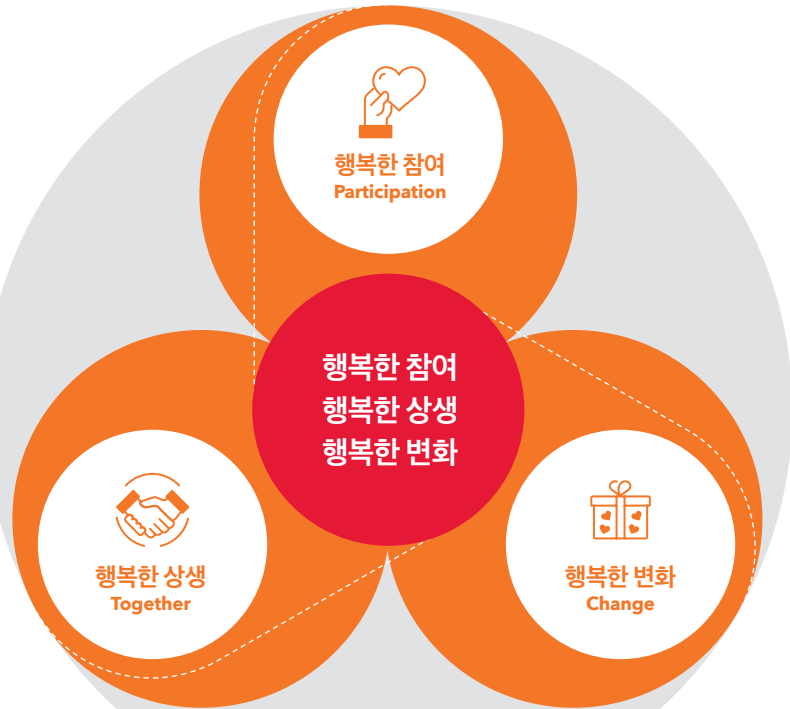 행복한 참여
Participation
행복한 참여
행복한 상생
행복한 변화
행복한 상생
Together
행복한 변화
Change